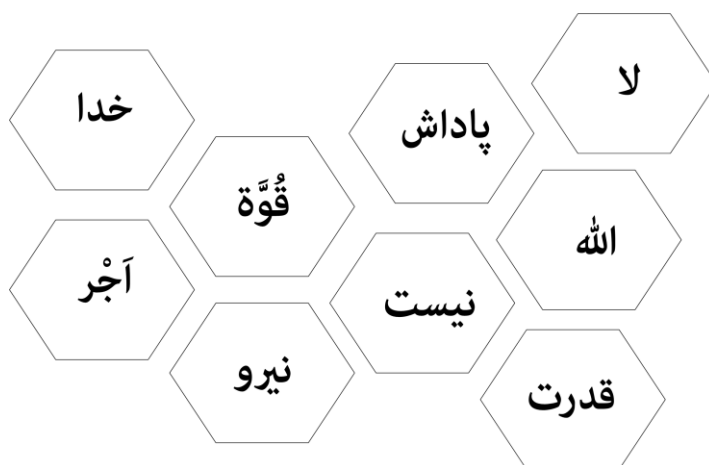 لا
پاداش
خدا
قُوَّة
الله
اَجْر
نیست
نیرو
قدرت